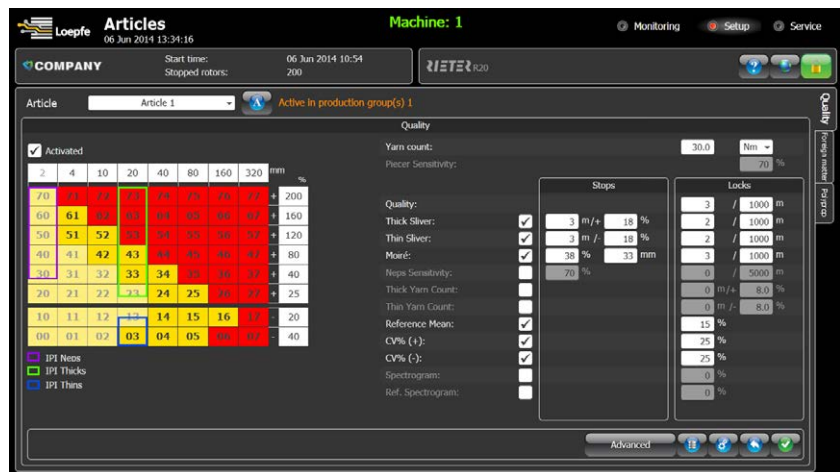 Loepfe
Articles
06 Jun 2014 13:34:16
Machine: 1
Monitoring
Setup
Service
COMPANY
Start time: 06 Jun 2014 10:54
Stopped rotors: 200
RIETER R20
Article
Article 1
Active in production group(s) 1
Quality
Foreign matter
Quality
Activated
2 4 10 20 40 80 160 320 mm
%
70 71 72 73 74 75 76 77 + 200
60 61 62 63 64 65 66 67 + 160
50 51 52 53 54 55 56 57 + 120
40 41 42 43 44 45 46 47 + 80
30 31 32 33 34 35 36 37 + 40
20 21 22 23 24 25 26 27 + 25
10 11 12 13 14 15 16 17 - 20
00 01 02 03 04 05 06 07 - 40
IPI Neps
IPI Thicks
IPI Thins
Yarn count: 30.0 Nm
Piecer Sensitivity: 70 %
Stops Locks
Quality: 3 / 1000 m
Thick Sliver: 3 m/+ 18 % 2 / 1000 m
Thin Sliver: 3 m /- 18 % 2 / 1000 m
Moiré: 38 % 33 mm 3 / 1000 m
Neps Sensitivity: 70 % 0 / 5000 m
Thick Yarn Count: 0 m/+ 8.0 %
Thin Yarn Count: 0 m /- 8.0 %
Reference Mean: 15 %
CV% (+): 25 %
CV% (-): 25 %
Spectrogram: 0 %
Ref. Spectrogram: 0 %
Advanced